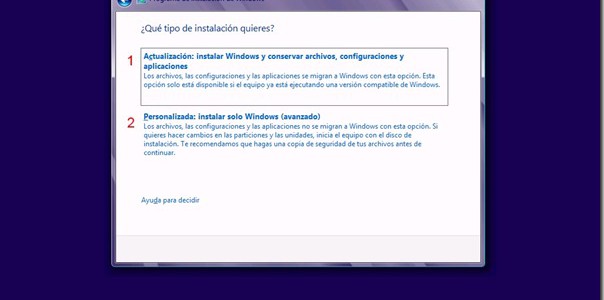 ¿Qué tipo de instalación quieres?
1
Actualización: instalar Windows y conservar archivos, configuraciones y
aplicaciones
Los archivos, las configuraciones y las aplicaciones se migran a Windows con esta opción. Esta
opción solo está disponible si el equipo ya está ejecutando una versión compatible de Windows.
2
Personalizada: instalar solo Windows (avanzado)
Los archivos, las configuraciones y las aplicaciones no se migran a Windows con esta opción. Si
quieres hacer cambios en las particiones y las unidades, inicia el equipo con el disco de
instalación. Te recomendamos que hagas una copia de seguridad de tus archivos antes de
continuar.
Ayuda para decidir